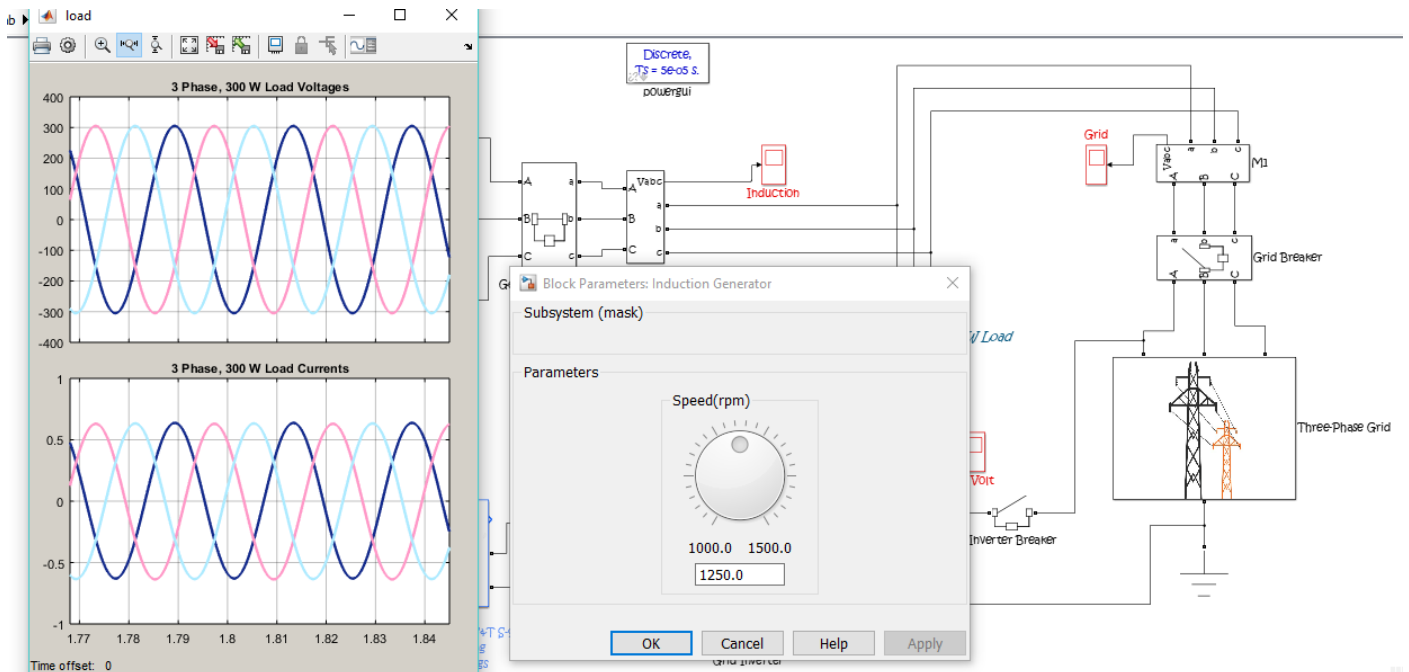 load
3 Phase, 300 W Load Voltages
400
300
200
100
0
-100
-200
-300
-400
3 Phase, 300 W Load Currents
1
0.5
0
-0.5
-1
1.77 1.78 1.79 1.8 1.81 1.82 1.83 1.84
Time offset: 0
Discrete,
Ts = 5e-05 s.
powergui
A a
B b
C c
A Vabc
a
B
b
C
c
Induction
Grid
Vabc a b c
A B C
M1
a b c
A B C
Grid Breaker
Three-Phase Grid
W Load
Volt
Inverter Breaker
Block Parameters: Induction Generator
Subsystem (mask)
Parameters
Speed(rpm)
1000.0 1500.0
1250.0
OK Cancel Help Apply
Grid Inverter